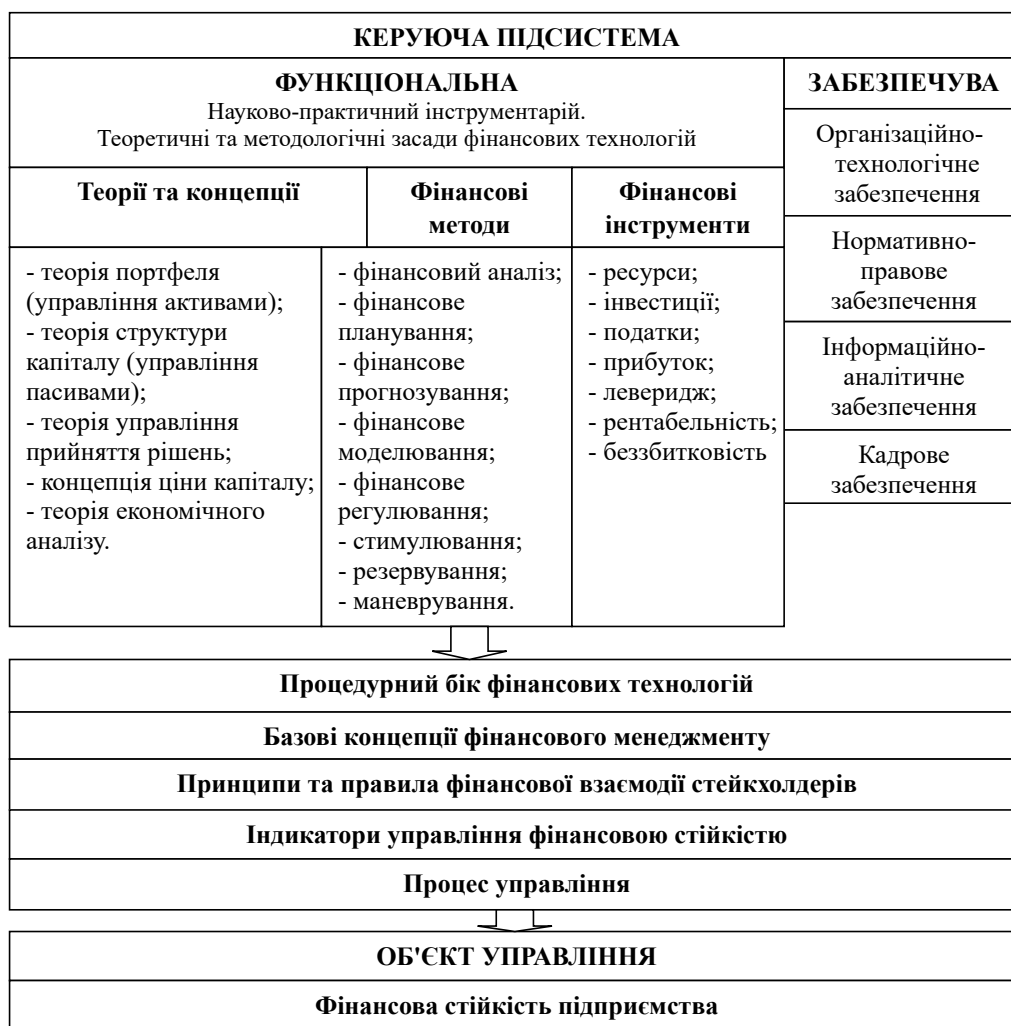 КЕРУЮЧА ПІДСИСТЕМА
ФУНКЦІОНАЛЬНА
Науково-практичний інструментарій.
Теоретичні та методологічні засади фінансових технологій
ЗАБЕЗПЕЧУВА
Організаційно-
технологічне
забезпечення
Нормативно-
правове
забезпечення
Інформаційно-
аналітичне
забезпечення
Кадрове
забезпечення
Теорії та концепції
Фінансові
методи
Фінансові
інструменти
- теорія портфеля
(управління активами);
- теорія структури
капіталу (управління
пасивами);
- теорія управління
прийняття рішень;
- концепція ціни капіталу;
- теорія економічного
аналізу.
- фінансовий аналіз;
- фінансове
планування;
- фінансове
прогнозування;
- фінансове
моделювання;
- фінансове
регулювання;
- стимулювання;
- резервування;
- маневрування.
- ресурси;
- інвестиції;
- податки;
- прибуток;
- леверидж;
- рентабельність;
- беззбитковість
Процедурний бік фінансових технологій
Базові концепції фінансового менеджменту
Принципи та правила фінансової взаємодії стейкхолдерів
Індикатори управління фінансовою стійкістю
Процес управління
ОБ'ЄКТ УПРАВЛІННЯ
Фінансова стійкість підприємства